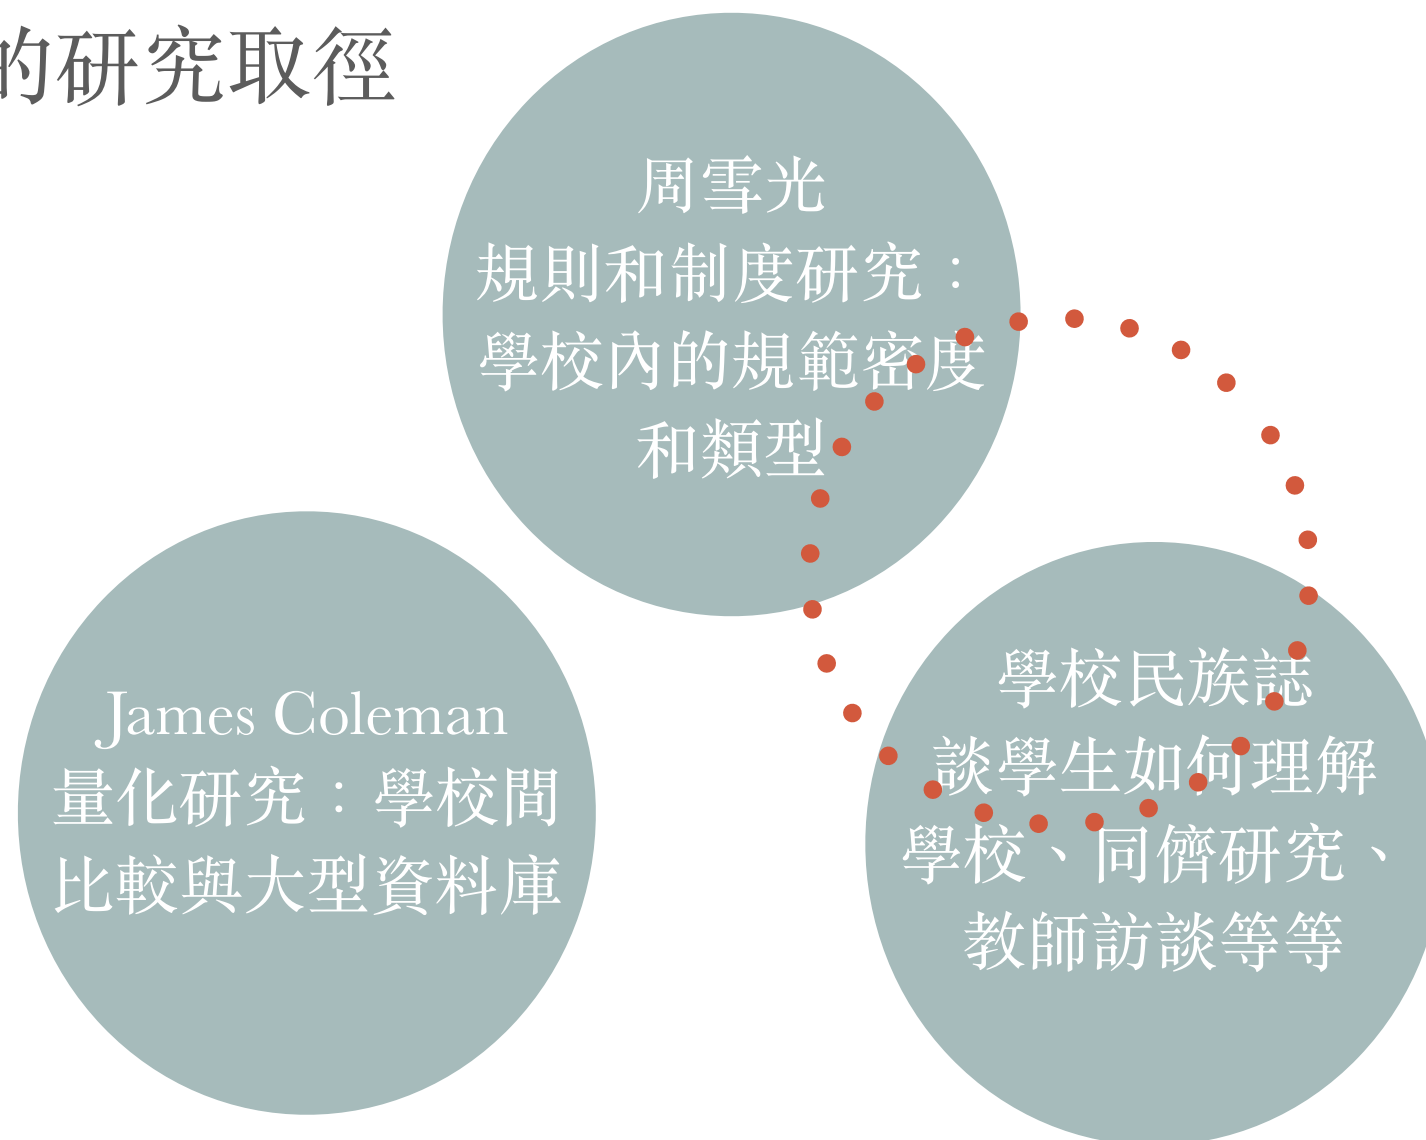 的研究取徑
周雪光
規則和制度研究：
學校內的規範密度
和類型
James Coleman
量化研究：學校間
比較與大型資料庫
學校民族誌
談學生如何理解
學校、同儕研究、
教師訪談等等